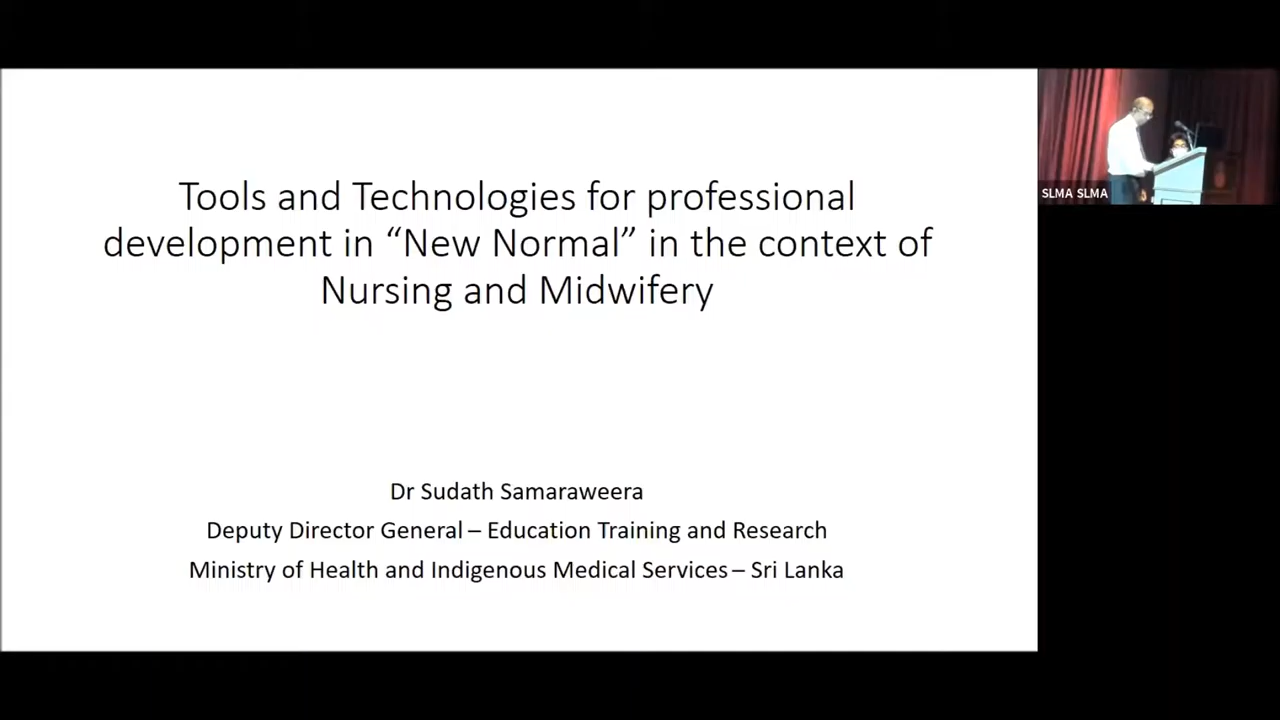 Tools and Technologies for professional
development in “New Normal” in the context of
Nursing and Midwifery
Dr Sudath Samaraweera
Deputy Director General – Education Training and Research
Ministry of Health and Indigenous Medical Services – Sri Lanka
SLMA SLMA